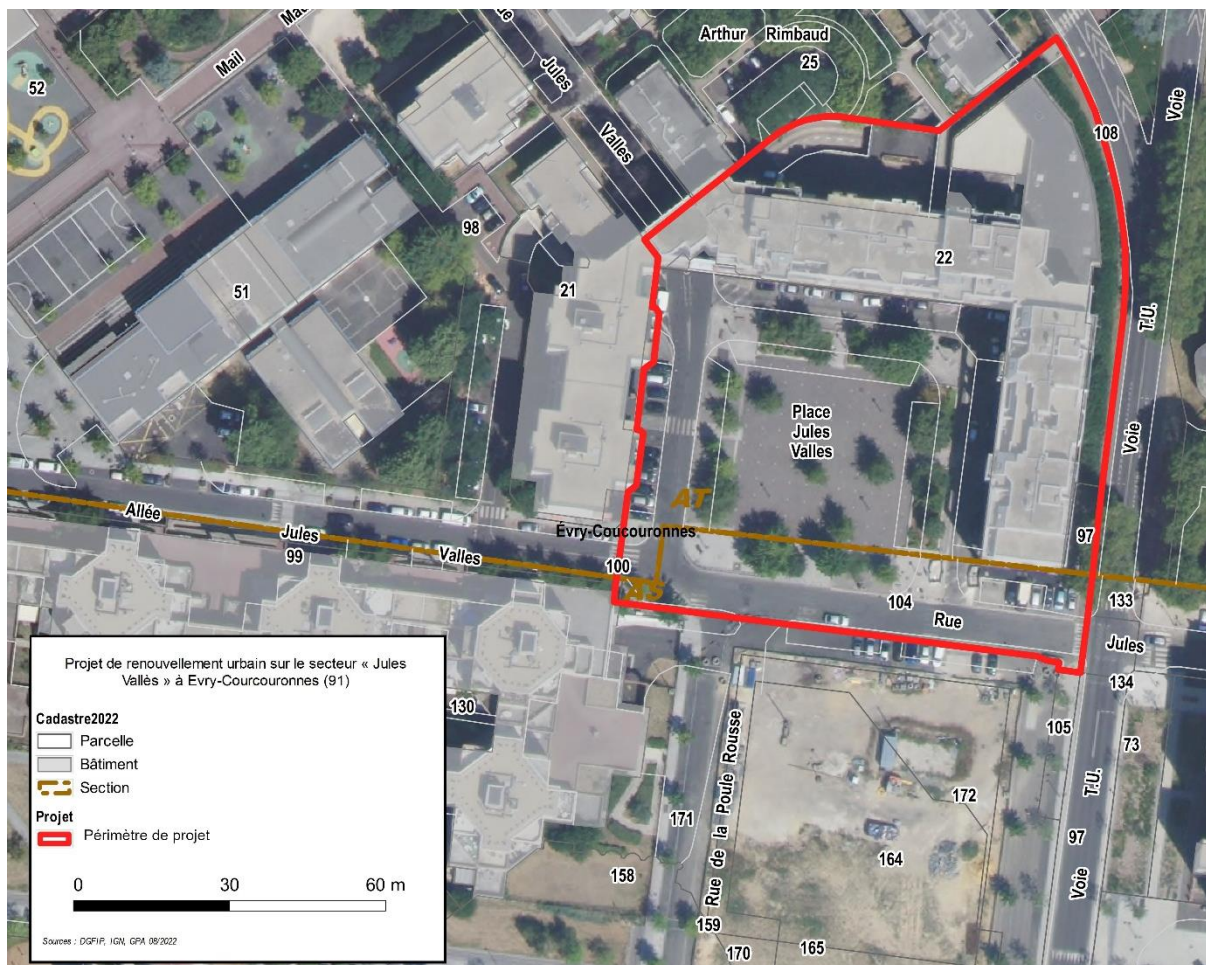 Arthur Rimbaud
25
52
Mail
Jules
Valles
Voie
108
98
51
21
22
T.U.
Place
Jules
Valles
Voie
AT
Évry-Coucouronnes
Allée
Jules
Valles
99
100
AS
97
104
Rue
133
Jules
134
130
105
73
Rue de la Poule Rousse
171
172
T.U.
97
164
158
Voie
159
170
165
Projet de renouvellement urbain sur le secteur « Jules
Vallès » à Evry-Courcouronnes (91)
Cadastre2022
Parcelle
Bâtiment
Section
Projet
Périmètre de projet
0 30 60 m
Sources : DGFIP, IGN, GPA 08/2022